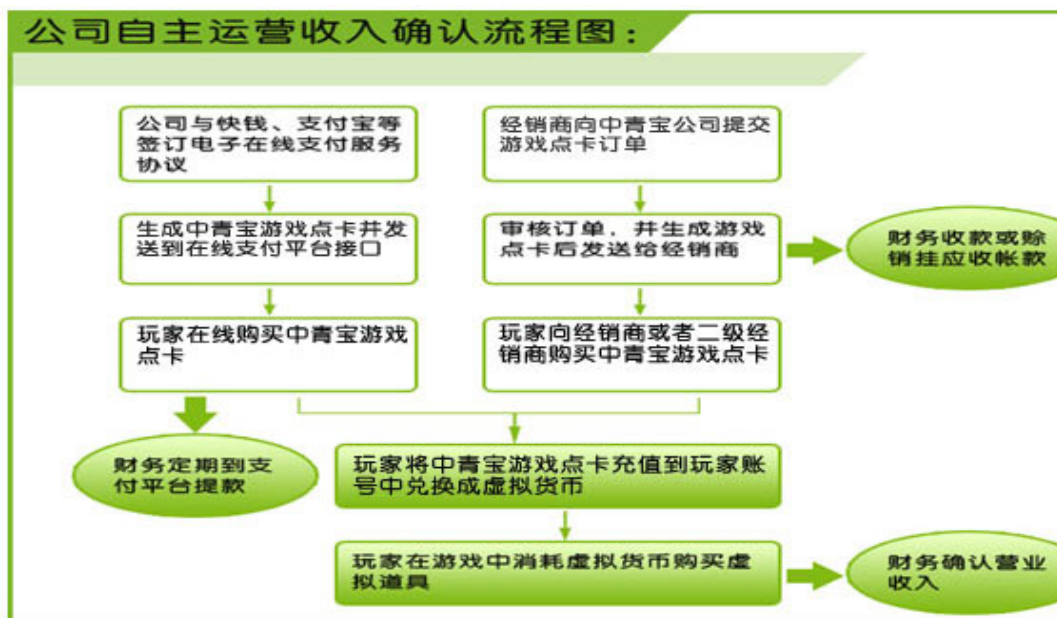 公司自主运营收入确认流程图：
公司与快钱、支付宝等
签订电子在线支付服务
协议
经销商向中青宝公司提交
游戏点卡订单
生成中青宝游戏点卡并发
送到在线支付平台接口
审核订单，并生成游戏
点卡后发送给经销商
财务收款或赊
销挂应收帐款
玩家在线购买中青宝游戏
点卡
玩家向经销商或者二级经
销商购买中青宝游戏点卡
财务定期到支
付平台提款
玩家将中青宝游戏点卡充值到玩家账
号中兑换成虚拟货币
玩家在游戏中消耗虚拟货币购买虚
拟道具
财务确认营业
收入